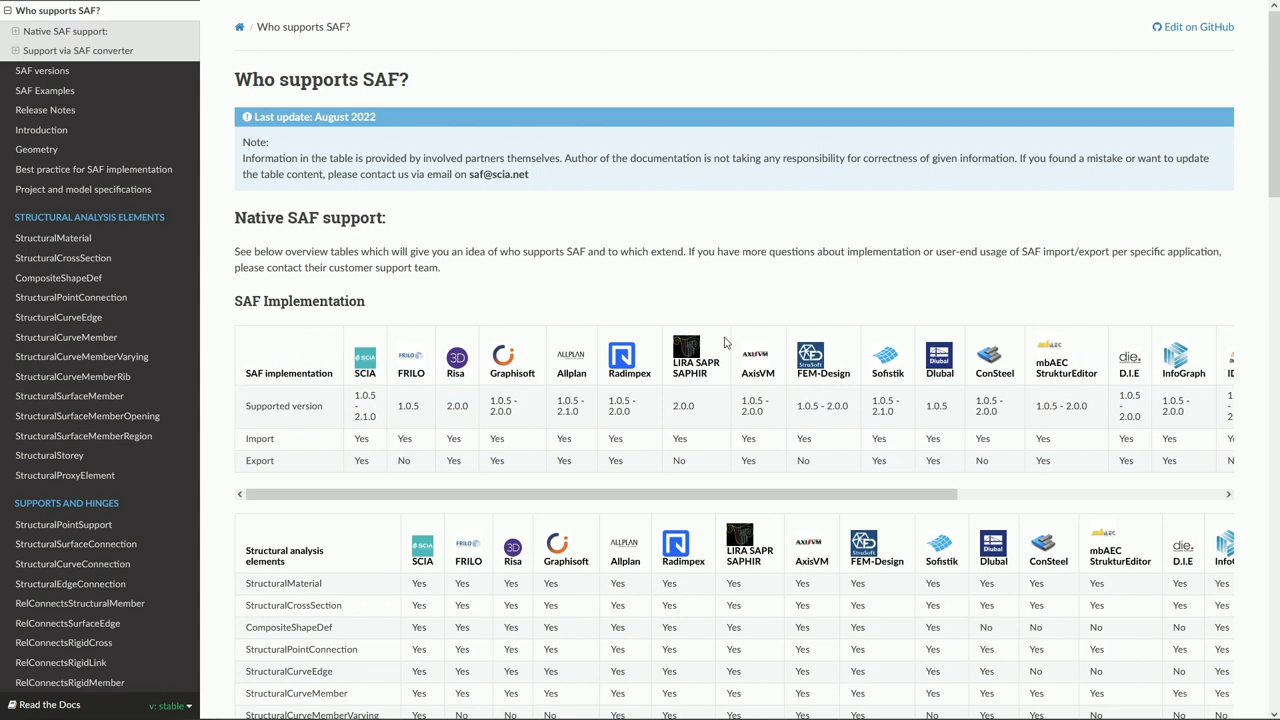 Who supports SAF?
Native SAF support:
Support via SAF converter
SAF versions
SAF Examples
Release Notes
Introduction
Geometry
Best practice for SAF implementation
Project and model specifications
STRUCTURAL ANALYSIS ELEMENTS
StructuralMaterial
StructuralCrossSection
CompositeShapeDef
StructuralPointConnection
StructuralCurveEdge
StructuralCurveMember
StructuralCurveMemberVarying
StructuralCurveMemberRib
StructuralSurfaceMember
StructuralSurfaceMemberOpening
StructuralSurfaceMemberRegion
StructuralStorey
StructuralProxyElement
SUPPORTS AND HINGES
StructuralPointSupport
StructuralSurfaceConnection
StructuralCurveConnection
StructuralEdgeConnection
RelConnectsStructuralMember
RelConnectsSurfaceEdge
RelConnectsRigidCross
RelConnectsRigidLink
RelConnectsRigidMember
Read the Docs v: stable
/ Who supports SAF? Edit on GitHub
Who supports SAF?
Last update: August 2022
Note:
Information in the table is provided by involved partners themselves. Author of the documentation is not taking any responsibility for correctness of given information. If you found a mistake or want to update
the table content, please contact us via email on saf@scia.net
Native SAF support:
See below overview tables which will give you an idea of who supports SAF and to which extend. If you have more questions about implementation or user-end usage of SAF import/export per specific application,
please contact their customer support team.
SAF Implementation
SAF implementation SCIA FRILO Risa Graphisoft Allplan Radimpex LIRA SAPR SAPHIR AxisVM FEM-Design Sofistik Dlubal ConSteel mbAEC StrukturEditor D.I.E InfoGraph
Supported version 1.0.5 - 2.1.0 1.0.5 2.0.0 1.0.5 - 2.0.0 1.0.5 - 2.1.0 1.0.5 - 2.0.0 2.0.0 1.0.5 - 2.0.0 1.0.5 - 2.0.0 1.0.5 - 2.1.0 1.0.5 1.0.5 - 2.0.0 1.0.5 - 2.0.0 1.0.5 - 2.0.0 1.0.5 - 2.0.0
Import Yes Yes Yes Yes Yes Yes Yes Yes Yes Yes Yes Yes Yes Yes Yes
Export Yes No Yes Yes Yes Yes No Yes No Yes Yes No Yes Yes Yes
Structural analysis elements SCIA FRILO Risa Graphisoft Allplan Radimpex LIRA SAPR SAPHIR AxisVM FEM-Design Sofistik Dlubal ConSteel mbAEC StrukturEditor D.I.E
StructuralMaterial Yes Yes Yes Yes Yes Yes Yes Yes Yes Yes Yes Yes Yes Yes Yes
StructuralCrossSection Yes Yes Yes Yes Yes Yes Yes Yes Yes Yes Yes Yes Yes Yes Yes
CompositeShapeDef Yes Yes Yes Yes Yes Yes Yes Yes Yes Yes No No No No Yes
StructuralPointConnection Yes Yes Yes Yes Yes Yes Yes Yes Yes Yes Yes Yes Yes Yes Yes
StructuralCurveEdge Yes Yes Yes Yes Yes Yes Yes Yes Yes Yes Yes No No No Yes
StructuralCurveMember Yes Yes Yes Yes Yes Yes Yes Yes Yes Yes Yes Yes Yes Yes Yes
StructuralCurveMemberVarying Yes No No No Yes Yes Yes Yes Yes No Yes Yes Yes Yes Yes